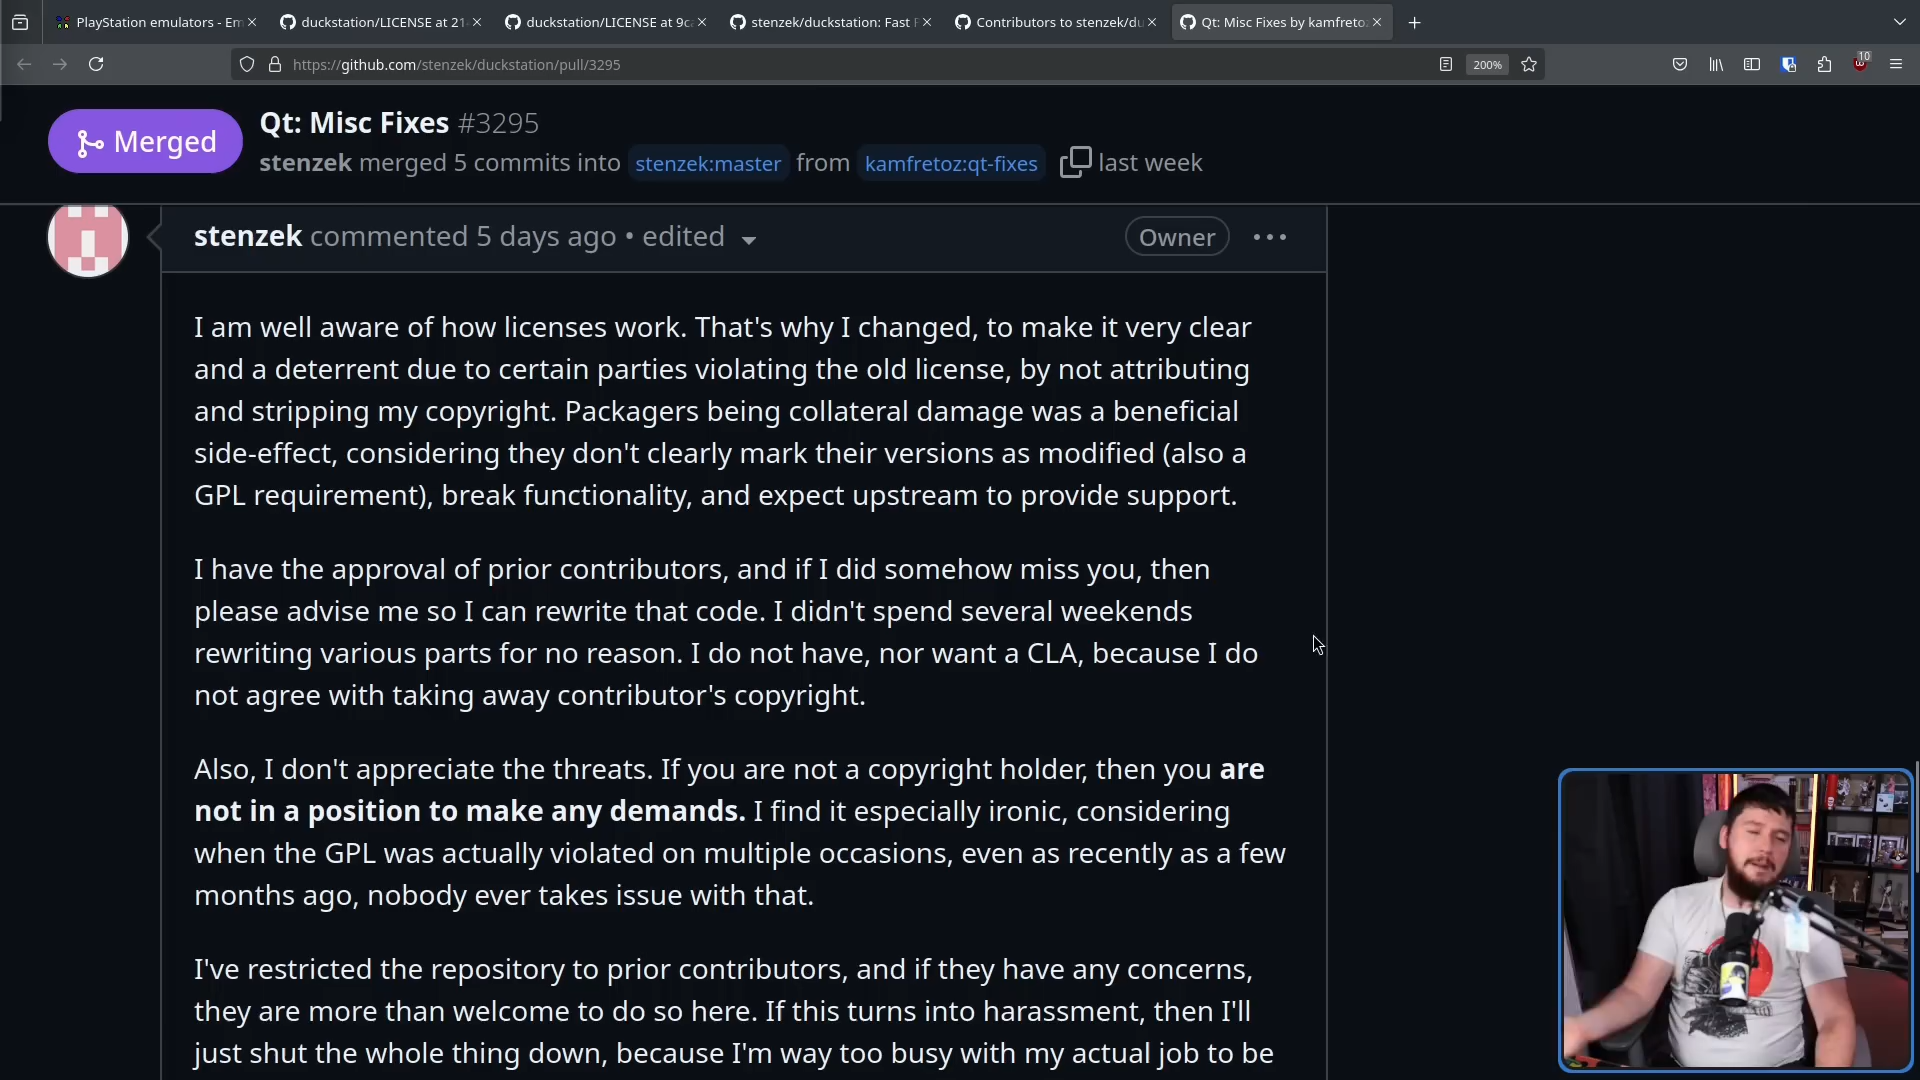 PlayStation emulators - Em
duckstation/LICENSE at 21
duckstation/LICENSE at 9c
stenzek/duckstation: Fast F
Contributors to stenzek/du
Qt: Misc Fixes by kamfretoz
https://github.com/stenzek/duckstation/pull/3295
200%
10
Merged
Qt: Misc Fixes #3295
stenzek merged 5 commits into stenzek:master from kamfretoz:qt-fixes last week
stenzek commented 5 days ago • edited
Owner
I am well aware of how licenses work. That's why I changed, to make it very clear
and a deterrent due to certain parties violating the old license, by not attributing
and stripping my copyright. Packagers being collateral damage was a beneficial
side-effect, considering they don't clearly mark their versions as modified (also a
GPL requirement), break functionality, and expect upstream to provide support.
I have the approval of prior contributors, and if I did somehow miss you, then
please advise me so I can rewrite that code. I didn't spend several weekends
rewriting various parts for no reason. I do not have, nor want a CLA, because I do
not agree with taking away contributor's copyright.
Also, I don't appreciate the threats. If you are not a copyright holder, then you are
not in a position to make any demands. I find it especially ironic, considering
when the GPL was actually violated on multiple occasions, even as recently as a few
months ago, nobody ever takes issue with that.
I've restricted the repository to prior contributors, and if they have any concerns,
they are more than welcome to do so here. If this turns into harassment, then I'll
just shut the whole thing down, because I'm way too busy with my actual job to be